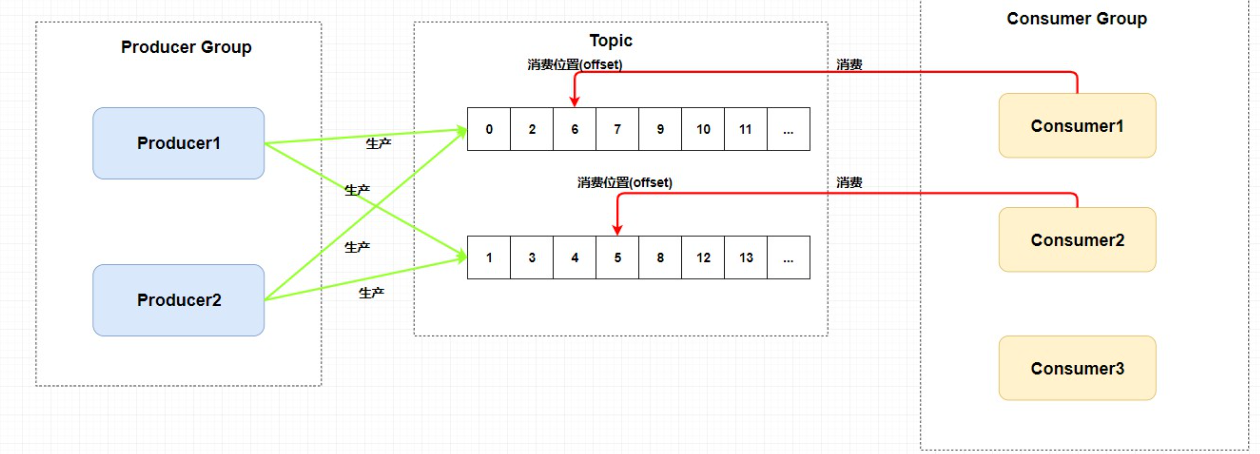 Producer Group
Producer1
Producer2
生产
生产
生产
生产
Topic
消费位置(offset)
0 2 6 7 9 10 11 ...
消费位置(offset)
1 3 4 5 8 12 13 ...
消费
消费
Consumer Group
Consumer1
Consumer2
Consumer3